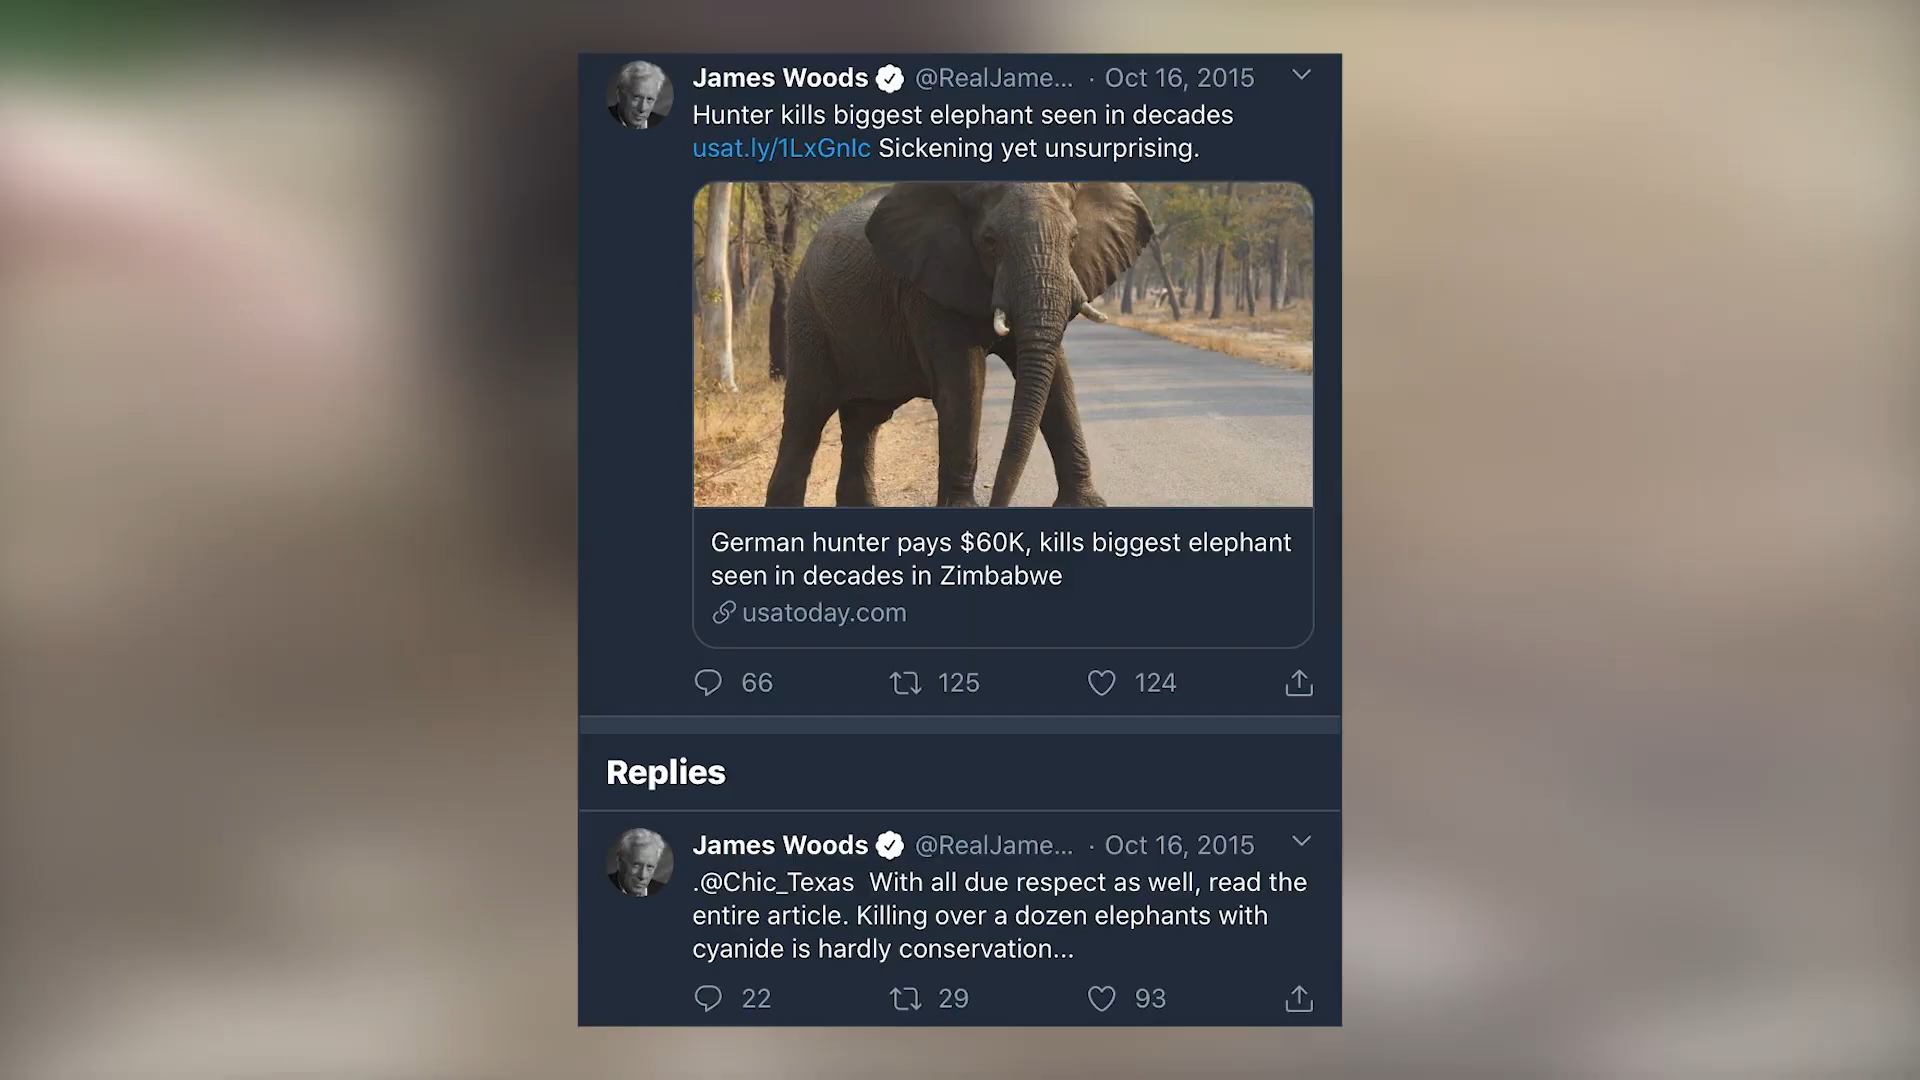 James Woods @RealJame... · Oct 16, 2015
Hunter kills biggest elephant seen in decades
usat.ly/1LxGnIc Sickening yet unsurprising.
German hunter pays $60K, kills biggest elephant
seen in decades in Zimbabwe
usatoday.com
66 125 124
Replies
James Woods @RealJame... · Oct 16, 2015
.@Chic_Texas With all due respect as well, read the
entire article. Killing over a dozen elephants with
cyanide is hardly conservation...
22 29 93